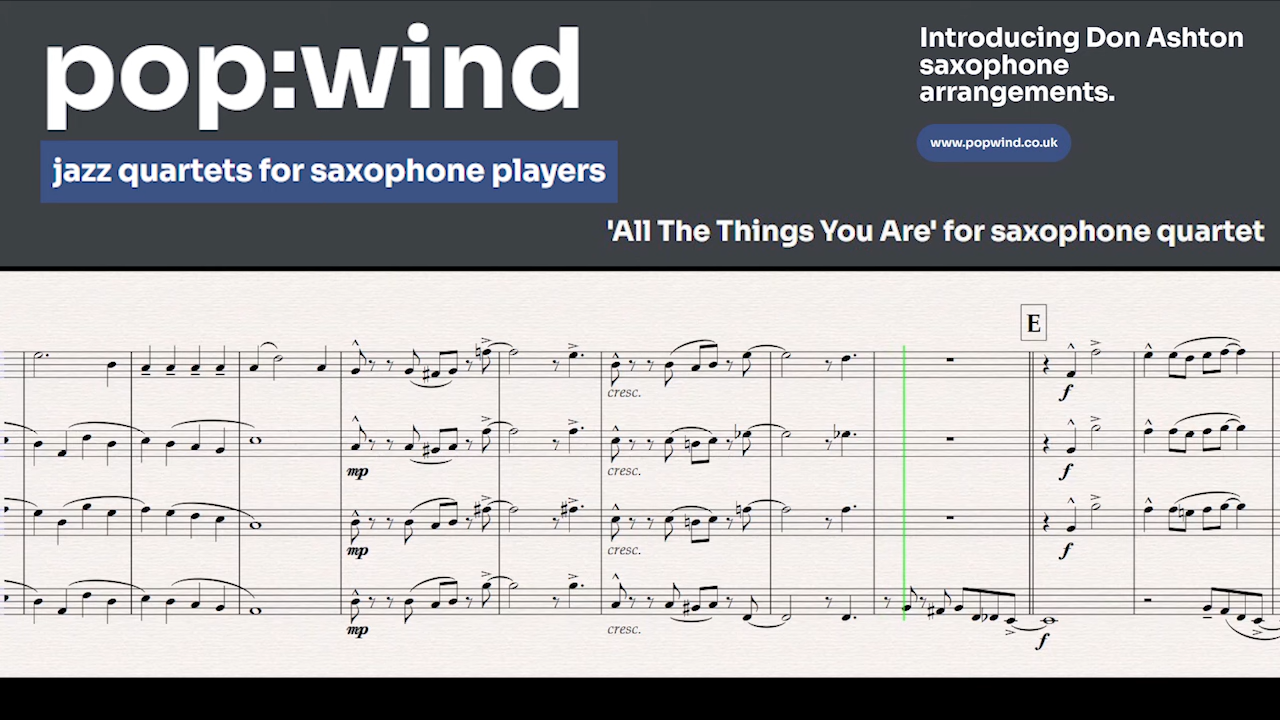 pop:wind
jazz quartets for saxophone players
Introducing Don Ashton
saxophone
arrangements.
www.popwind.co.uk
'All The Things You Are' for saxophone quartet
E
cresc.
f
mp
cresc.
f
mp
cresc.
f
mp
cresc.
f